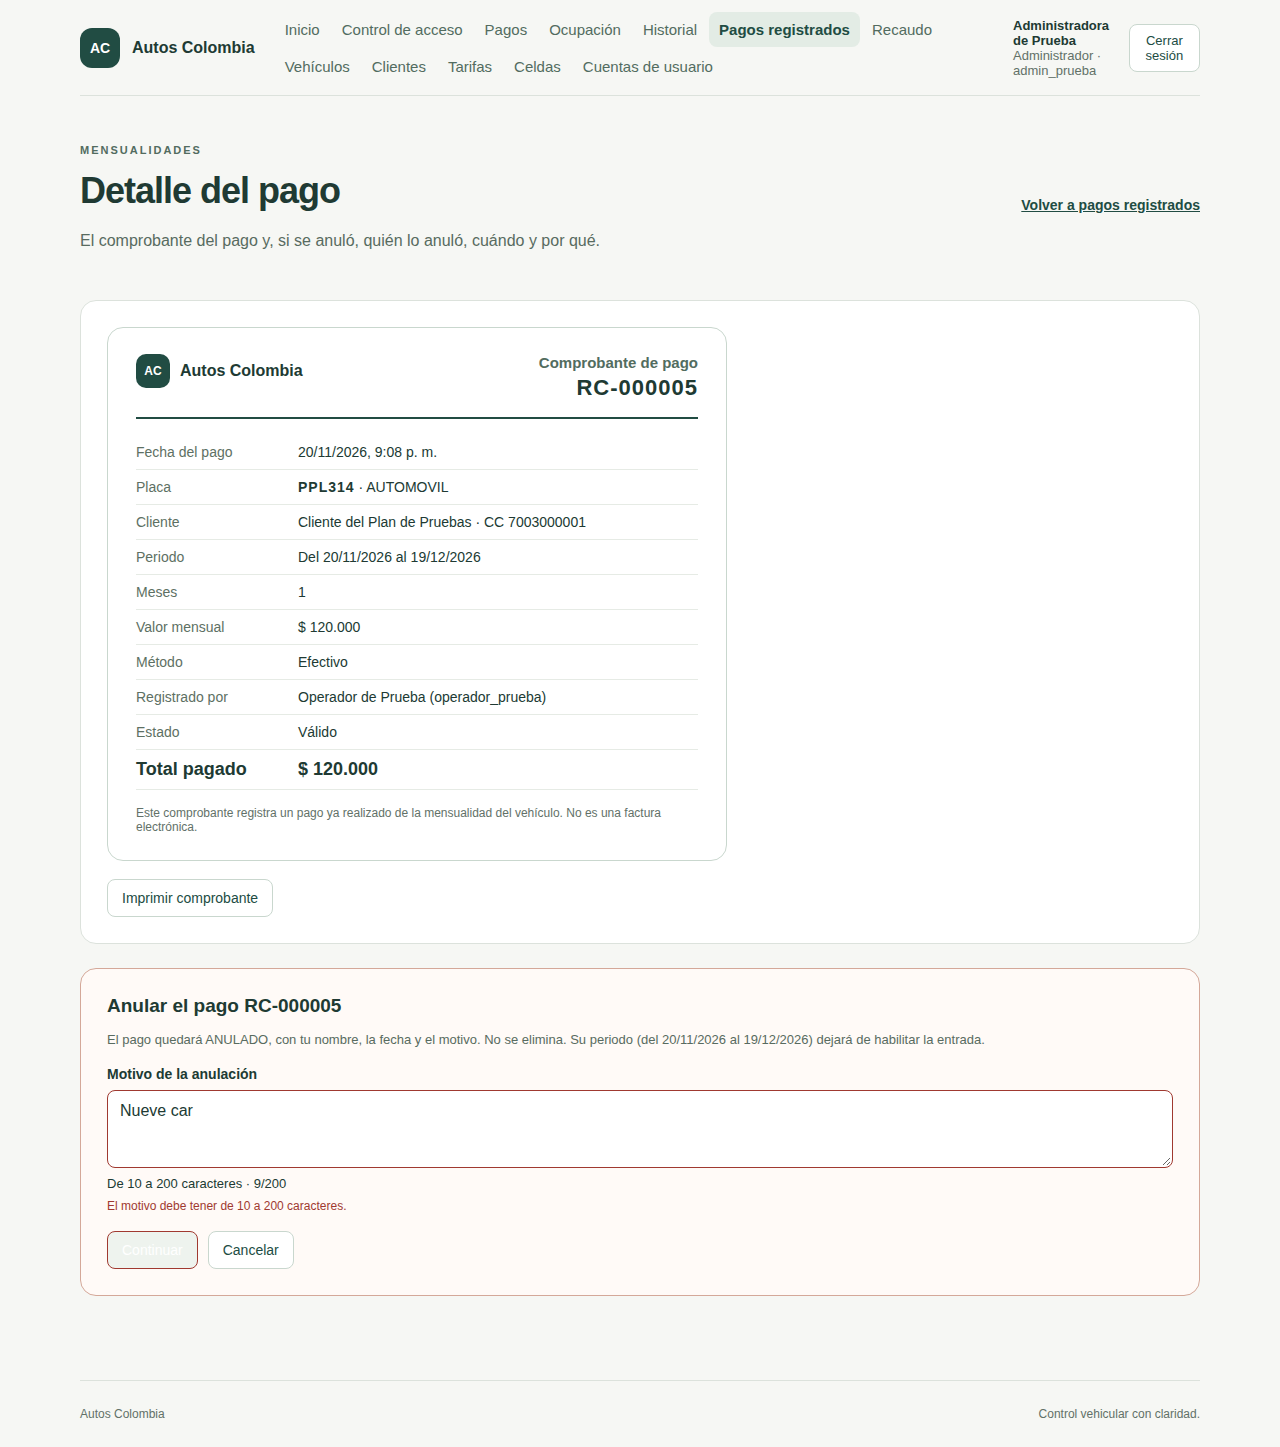 AC Autos Colombia
Inicio Control de acceso Pagos Ocupación Historial Pagos registrados Recaudo
Vehículos Clientes Tarifas Celdas Cuentas de usuario
Administradora
de Prueba
Administrador ·
admin_prueba
Cerrar
sesión
MENSUALIDADES
Detalle del pago
Volver a pagos registrados
El comprobante del pago y, si se anuló, quién lo anuló, cuándo y por qué.
AC Autos Colombia
Comprobante de pago
RC-000005
Fecha del pago 20/11/2026, 9:08 p. m.
Placa PPL314 · AUTOMOVIL
Cliente Cliente del Plan de Pruebas · CC 7003000001
Periodo Del 20/11/2026 al 19/12/2026
Meses 1
Valor mensual $ 120.000
Método Efectivo
Registrado por Operador de Prueba (operador_prueba)
Estado Válido
Total pagado $ 120.000
Este comprobante registra un pago ya realizado de la mensualidad del vehículo. No es una factura
electrónica.
Imprimir comprobante
Anular el pago RC-000005
El pago quedará ANULADO, con tu nombre, la fecha y el motivo. No se elimina. Su periodo (del 20/11/2026 al 19/12/2026) dejará de habilitar la entrada.
Motivo de la anulación
Nueve car
De 10 a 200 caracteres · 9/200
El motivo debe tener de 10 a 200 caracteres.
Continuar Cancelar
Autos Colombia Control vehicular con claridad.